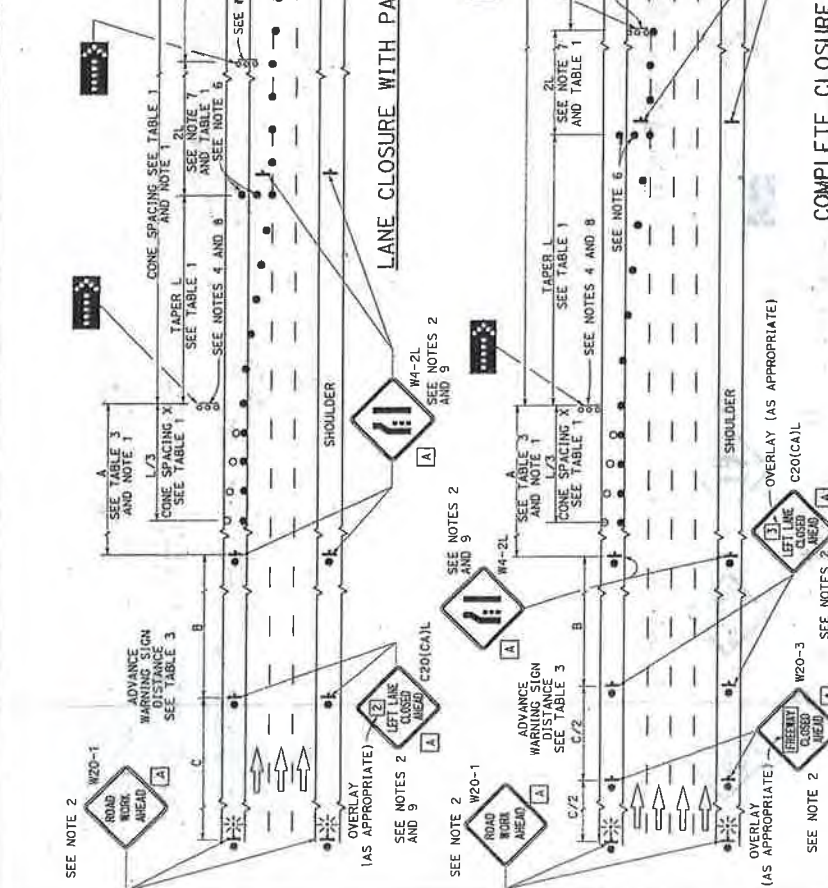 SEE NOTE 2
W20-1
ROAD
WORK
AHEAD
A
ADVANCE
WARNING SIGN
DISTANCE
SEE TABLE 3
C
B
A
SEE TABLE 3
AND NOTE 1
L/3
CONE SPACING X
SEE TABLE 1
CONE SPACING SEE TABLE 1
AND NOTE 1
TAPER L
SEE TABLE 1
SEE NOTES 4 AND 8
2L
SEE NOTE 7
AND TABLE 1
SEE NOTE 6
SEE
SHOULDER
OVERLAY
(AS APPROPRIATE)
2
LEFT LANE
CLOSED
AHEAD
C20(CA)L
A
SEE NOTES 2
AND 9
W4-2L
SEE NOTES 2
AND 9
A
LANE CLOSURE WITH PA
SEE NOTE 2
W20-1
ROAD
WORK
AHEAD
A
SEE NOTES 2
AND 9
W4-2L
A
ADVANCE
WARNING SIGN
DISTANCE
SEE TABLE 3
C/2
C/2
B
A
SEE TABLE 3
AND NOTE 1
L/3
CONE SPACING X
SEE TABLE 1
TAPER L
SEE TABLE 1
SEE NOTES 4 AND 8
SEE NOTE 6
2L
SEE NOTE 7
AND TABLE 1
SHOULDER
OVERLAY
(AS APPROPRIATE)
FREEWAY
CLOSED
AHEAD
W20-3
A
SEE NOTE 2
OVERLAY (AS APPROPRIATE)
3
LEFT LANE
CLOSED
AHEAD
C20(CA)L
A
SEE NOTES 2
COMPLETE CLOSURE